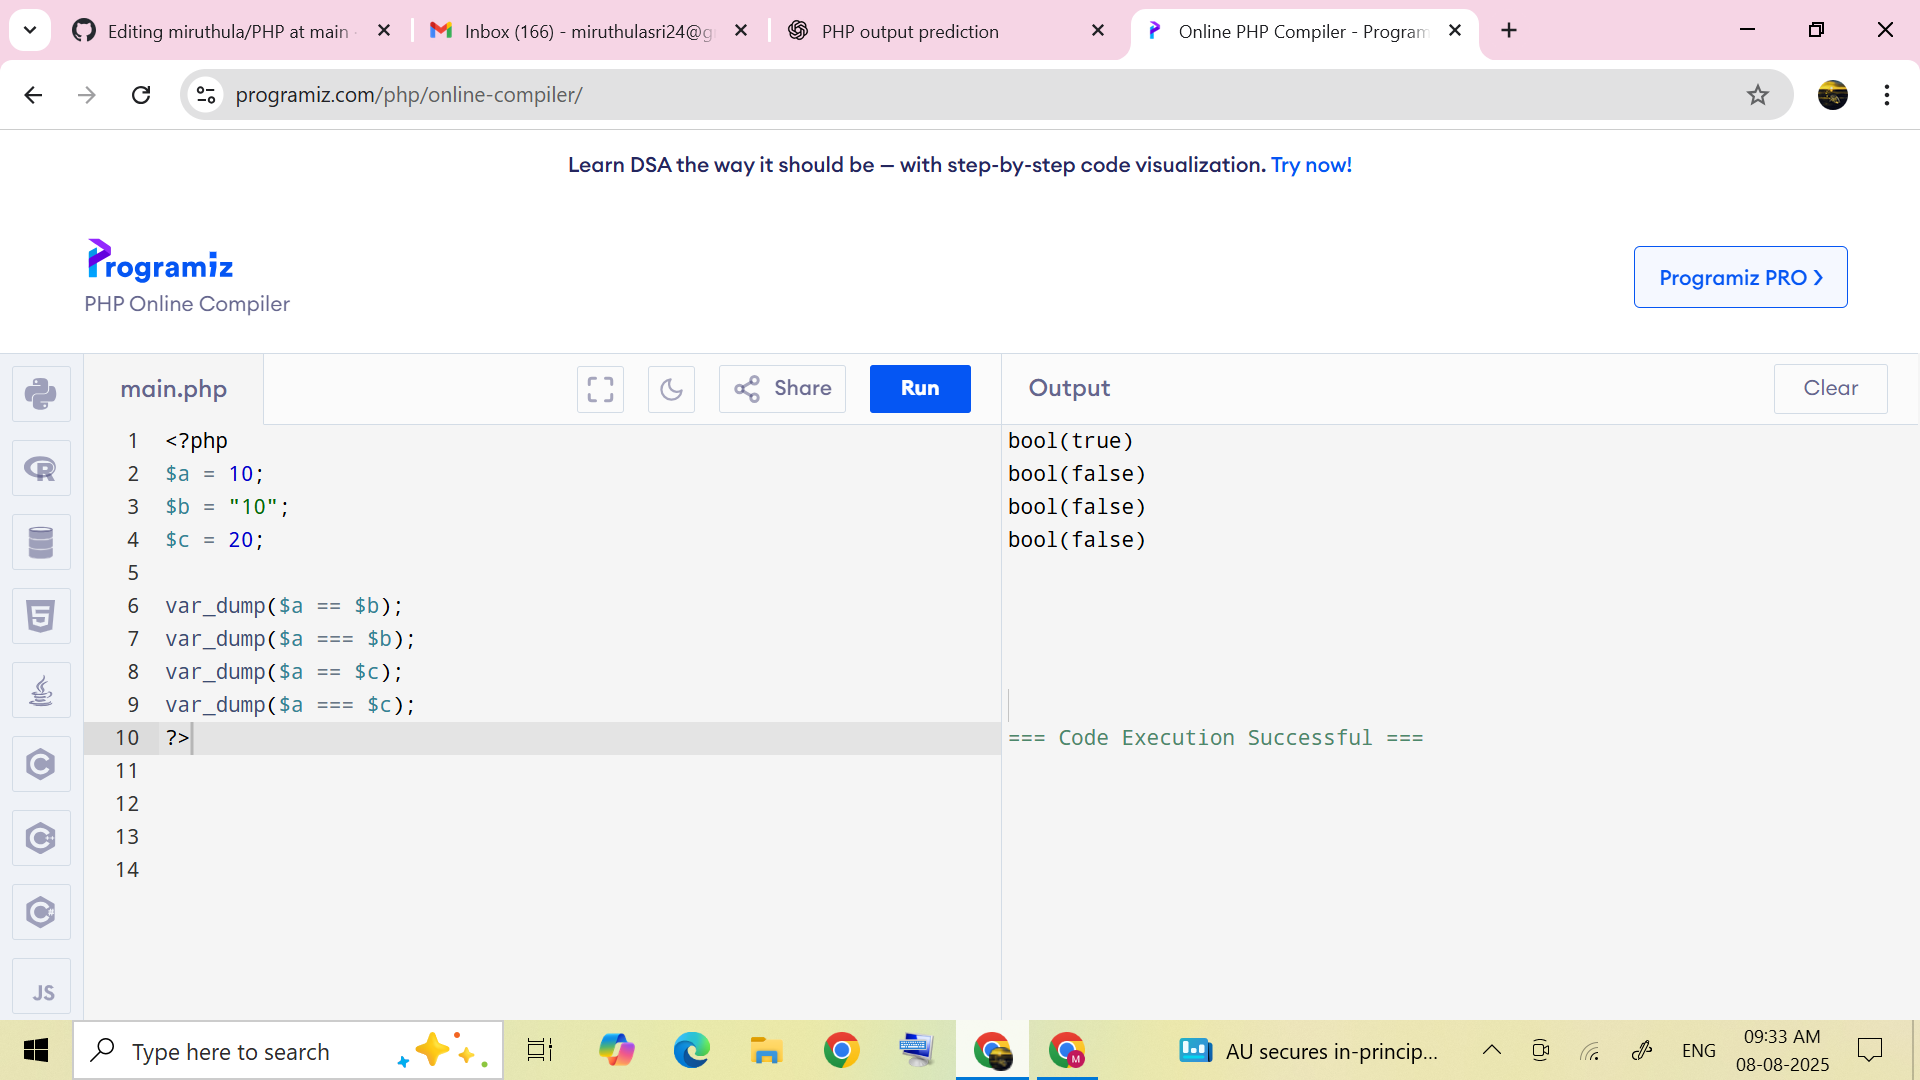 Editing miruthula/PHP at main
Inbox (166) - miruthulasri24@g
PHP output prediction
Online PHP Compiler - Program
programiz.com/php/online-compiler/
Learn DSA the way it should be — with step-by-step code visualization. Try now!
Programiz
PHP Online Compiler
Programiz PRO ❯
main.php
Share
Run
Output
Clear
1 <?php
2 $a = 10;
3 $b = "10";
4 $c = 20;
5
6 var_dump($a == $b);
7 var_dump($a === $b);
8 var_dump($a == $c);
9 var_dump($a === $c);
10 ?>
11
12
13
14
bool(true)
bool(false)
bool(false)
bool(false)
=== Code Execution Successful ===
JS
Type here to search
M
AU secures in-princip...
ENG
09:33 AM
08-08-2025